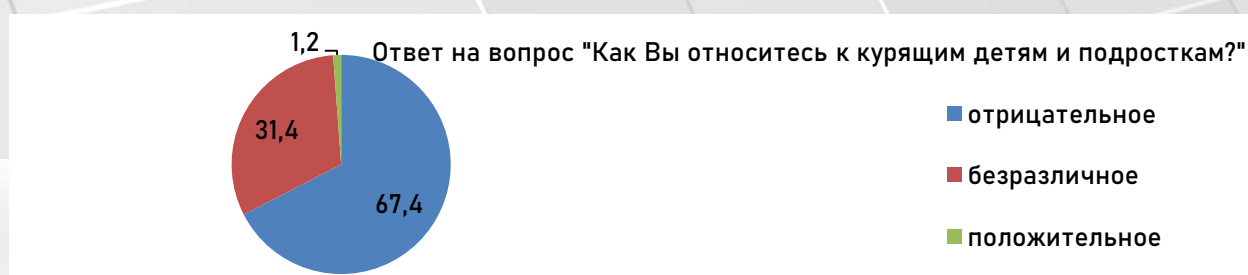 1,2
Ответ на вопрос "Как Вы относитесь к курящим детям и подросткам?"
31,4
67,4
отрицательное
безразличное
положительное